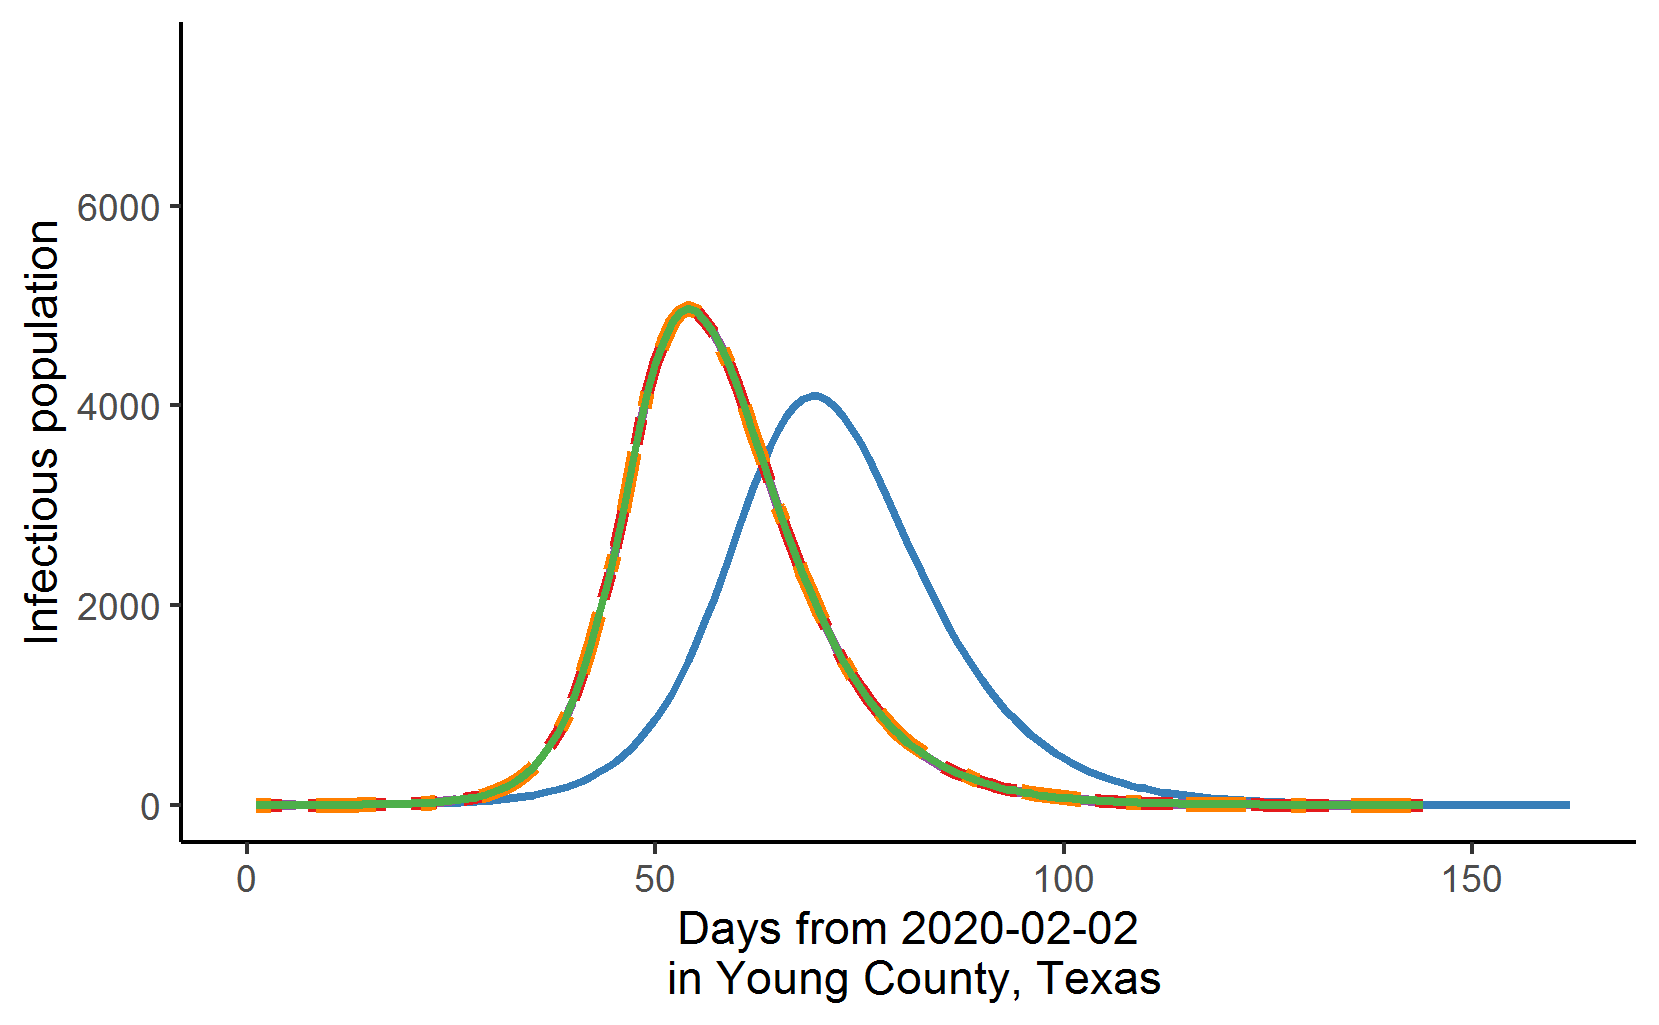 Infectious population
6000
4000
2000
0
0 50 100 150
Days from 2020-02-02
in Young County, Texas